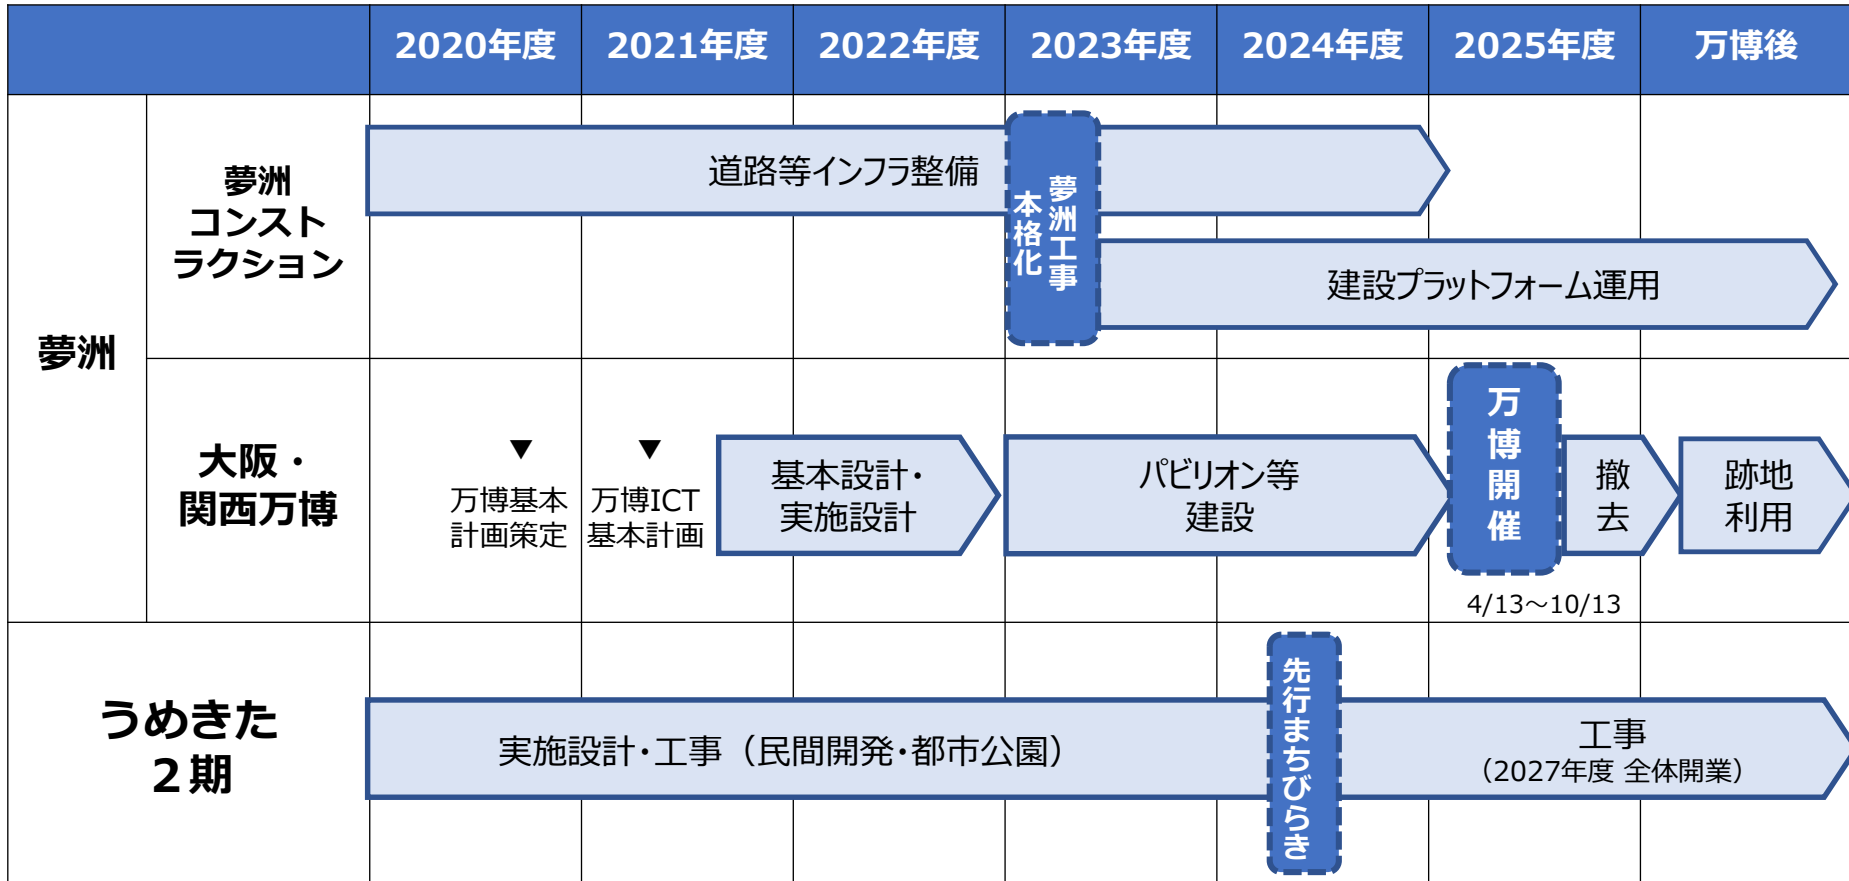 2020年度
2021年度
2022年度
2023年度
2024年度
2025年度
万博後
夢洲
夢洲
コンスト
ラクション
道路等インフラ整備
夢洲工事
本格化
建設プラットフォーム運用
大阪・
関西万博
▼
万博基本
計画策定
▼
万博ICT
基本計画
基本設計・
実施設計
パビリオン等
建設
万博開催
4/13～10/13
撤
去
跡地
利用
うめきた
２期
実施設計・工事（民間開発・都市公園）
先行まちびらき
工事
（2027年度 全体開業）